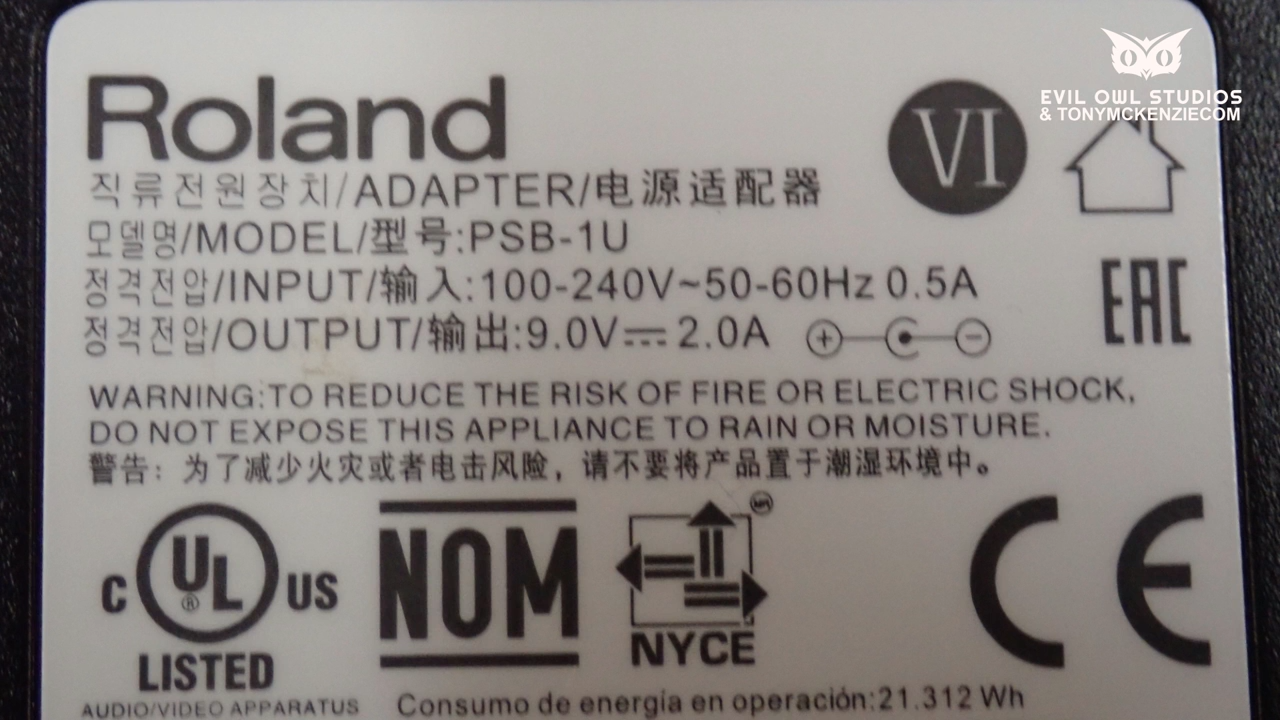 Roland
직류전원장치/ADAPTER/电源适配器
모델명/MODEL/型号:PSB-1U
정격전압/INPUT/输入:100-240V~50-60Hz 0.5A
정격전압/OUTPUT/输出:9.0V⎓2.0A
WARNING:TO REDUCE THE RISK OF FIRE OR ELECTRIC SHOCK,
DO NOT EXPOSE THIS APPLIANCE TO RAIN OR MOISTURE.
警告：为了减少火灾或者电击风险，请不要将产品置于潮湿环境中。
VI
EVIL OWL STUDIOS
& TONYMCKENZIECOM
EAC
C UL® US
LISTED
AUDIO/VIDEO APPARATUS
NOM
NYCE
CE
Consumo de energía en operación:21.312 Wh